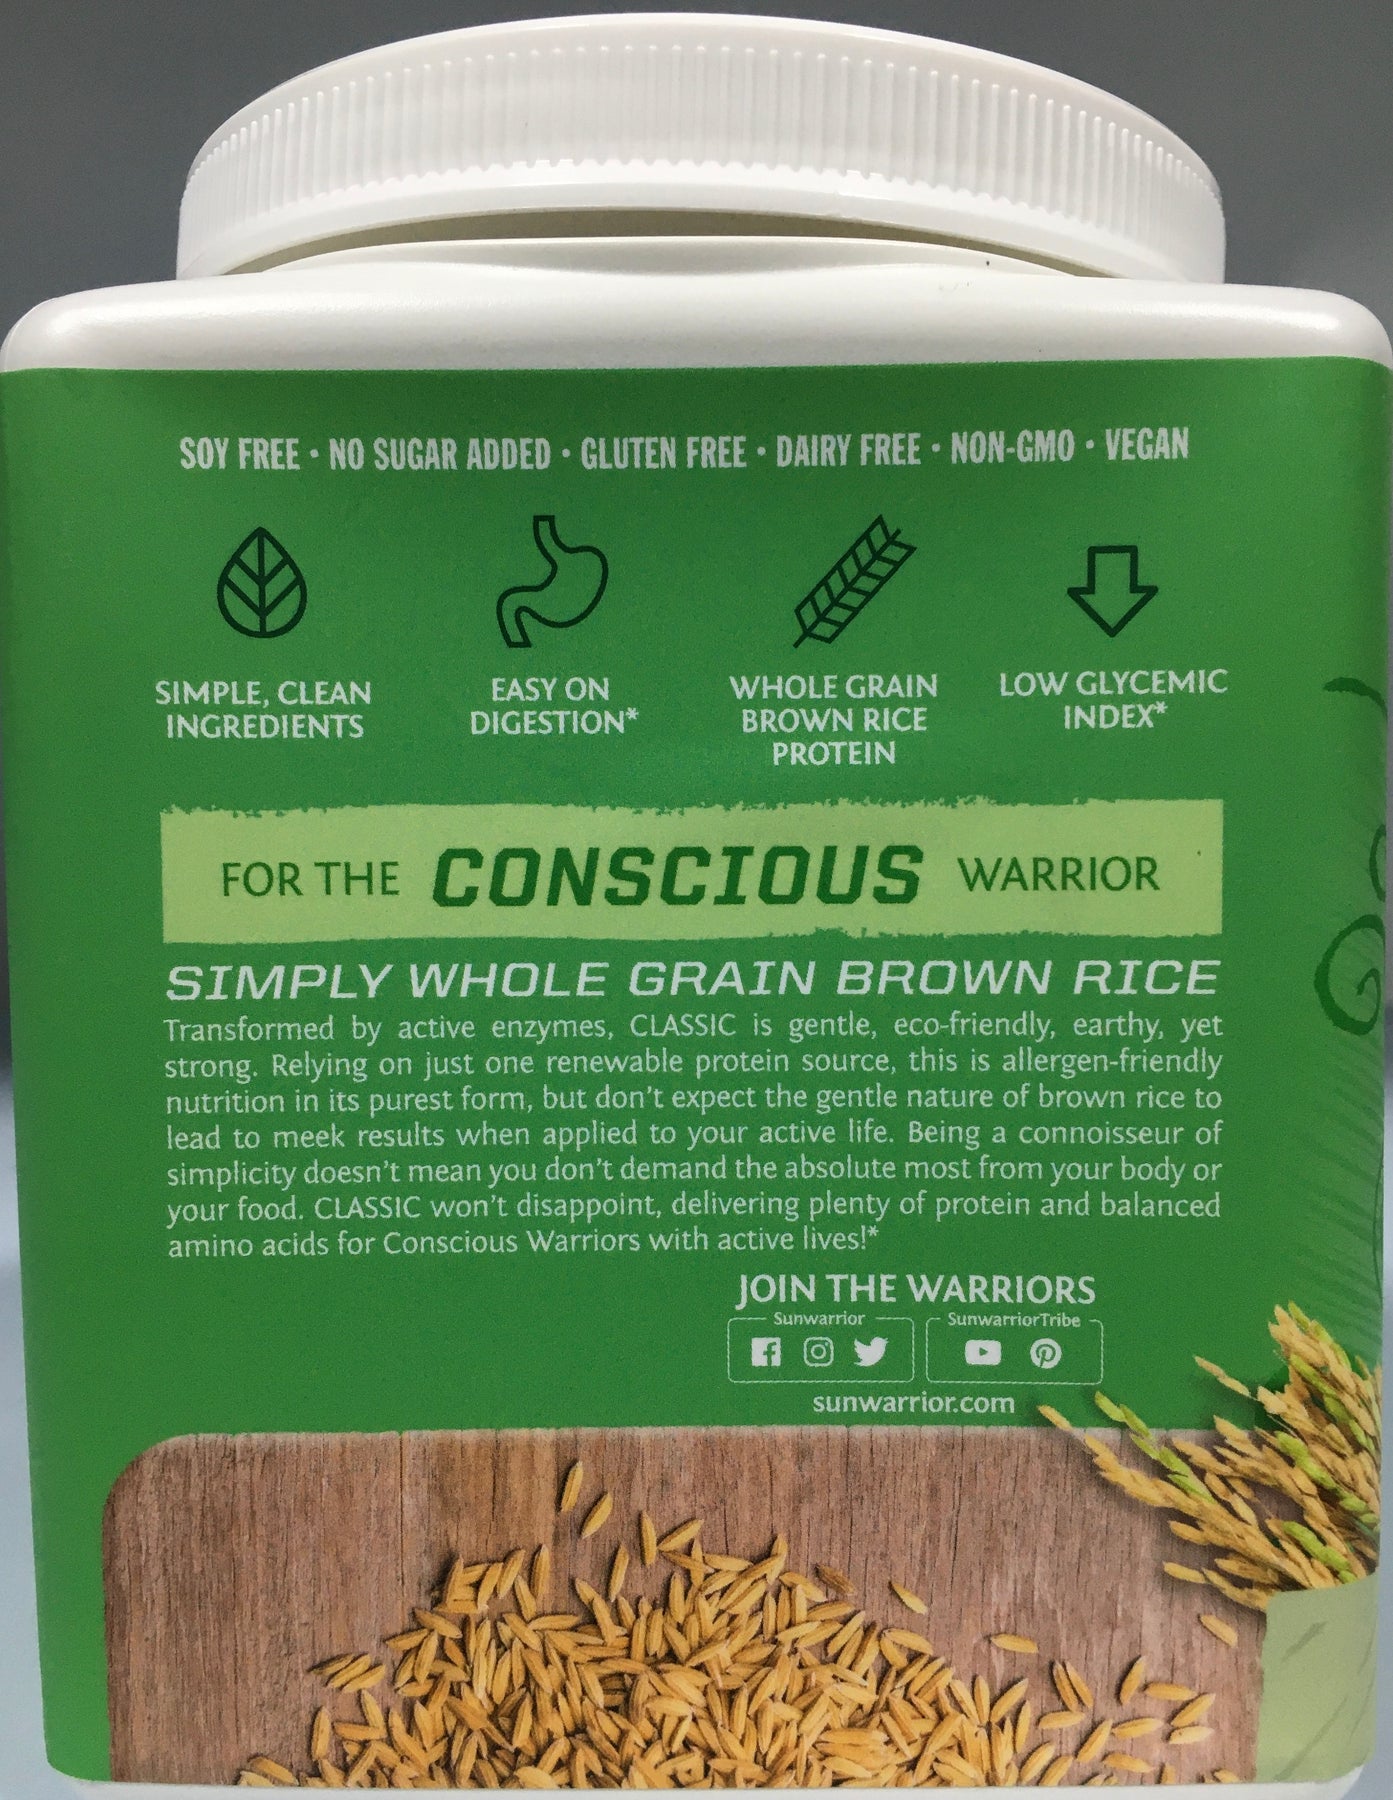 SOY FREE • NO SUGAR ADDED • GLUTEN FREE • DAIRY FREE • NON-GMO • VEGAN
SIMPLE, CLEAN
INGREDIENTS
EASY ON
DIGESTION*
WHOLE GRAIN
BROWN RICE
PROTEIN
LOW GLYCEMIC
INDEX*
FOR THE CONSCIOUS WARRIOR
SIMPLY WHOLE GRAIN BROWN RICE
Transformed by active enzymes, CLASSIC is gentle, eco-friendly, earthy, yet
strong. Relying on just one renewable protein source, this is allergen-friendly
nutrition in its purest form, but don't expect the gentle nature of brown rice to
lead to meek results when applied to your active life. Being a connoisseur of
simplicity doesn't mean you don't demand the absolute most from your body or
your food. CLASSIC won't disappoint, delivering plenty of protein and balanced
amino acids for Conscious Warriors with active lives!*
JOIN THE WARRIORS
Sunwarrior SunwarriorTribe
sunwarrior.com